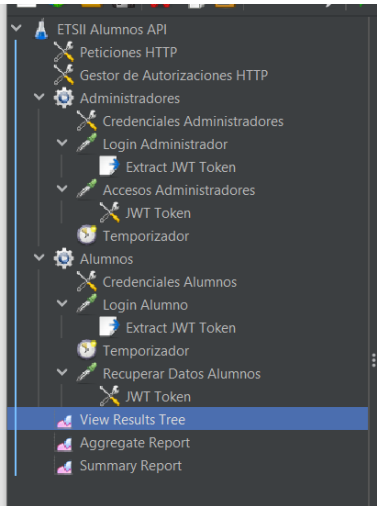 ETSII Alumnos API
Peticiones HTTP
Gestor de Autorizaciones HTTP
Administradores
Credenciales Administradores
Login Administrador
Extract JWT Token
Accesos Administradores
JWT Token
Temporizador
Alumnos
Credenciales Alumnos
Login Alumno
Extract JWT Token
Temporizador
Recuperar Datos Alumnos
JWT Token
View Results Tree
Aggregate Report
Summary Report